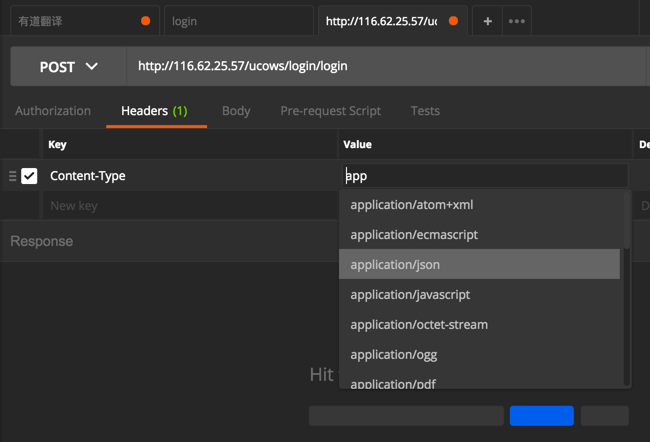 有道翻译
login
http://116.62.25.57/uc
+
POST
http://116.62.25.57/ucows/login/login
Authorization
Headers (1)
Body
Pre-request Script
Tests
Key
Value
De
Content-Type
app
New key
D
application/atom+xml
application/ecmascript
Response
application/json
application/javascript
application/octet-stream
application/ogg
Hit
application/pdf